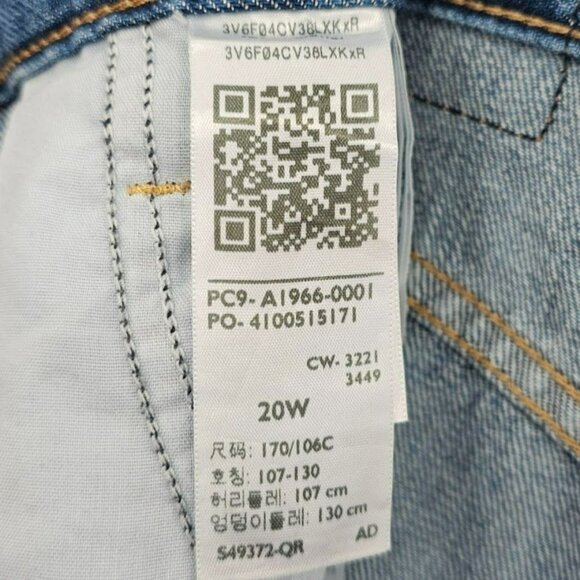 3V6F04CV38LXKxR
3V6F04CV38LXKxR
PC9- A1966-0001
PO- 4100515171
CW- 3221
3449
20W
尺码: 170/106C
호칭: 107-130
허리둘레: 107 cm
엉덩이둘레: 130 cm
AD
S49372-QR